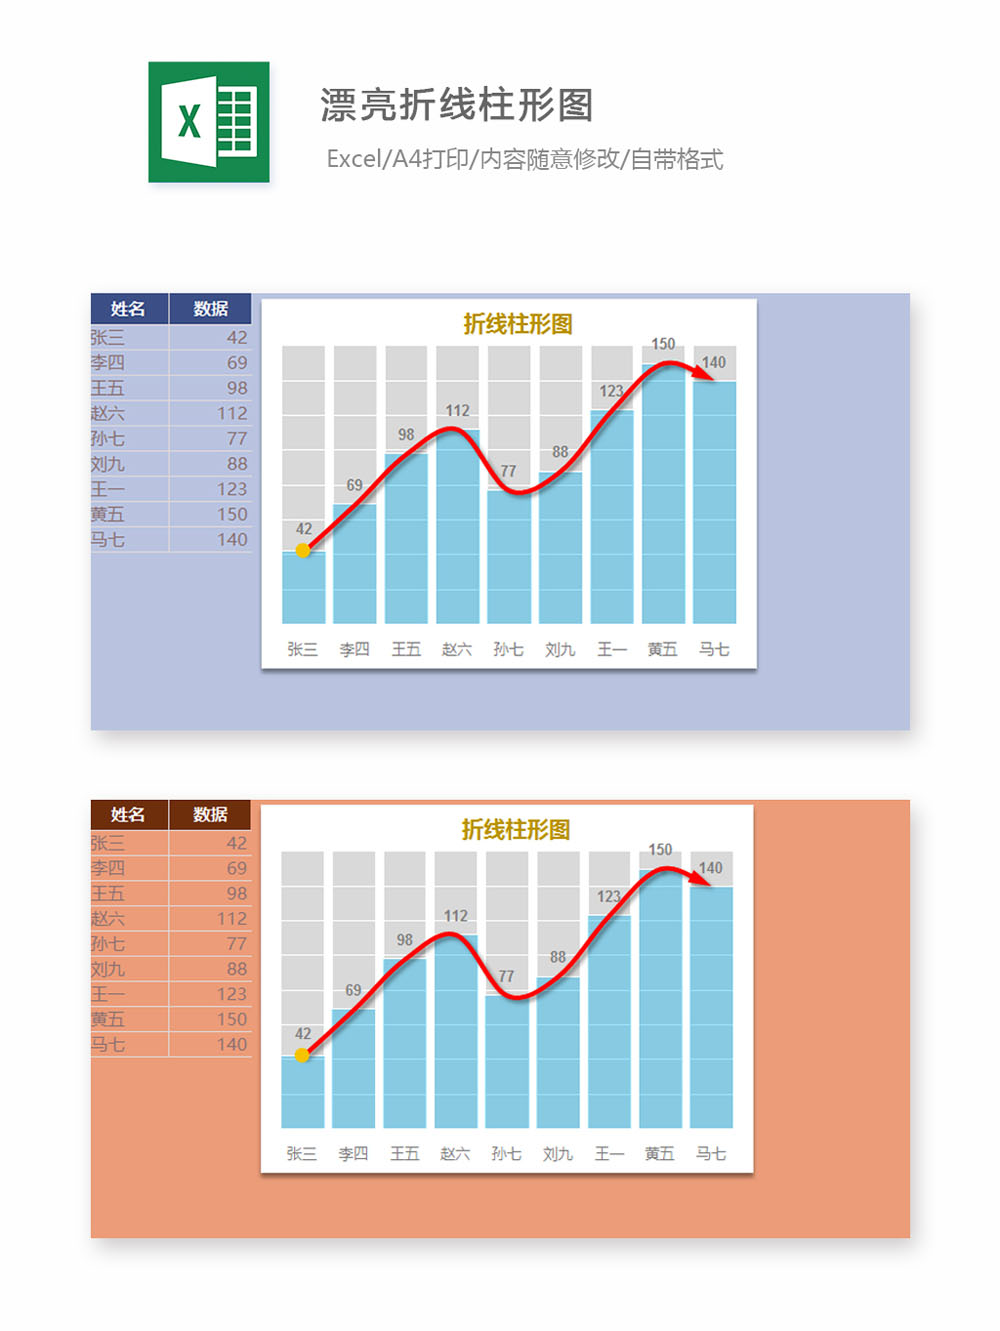 X
漂亮折线柱形图
Excel/A4打印/内容随意修改/自带格式
姓名 数据
张三 42
李四 69
王五 98
赵六 112
孙七 77
刘九 88
王一 123
黄五 150
马七 140
折线柱形图
42 69 98 112 77 88 123 150 140
张三 李四 王五 赵六 孙七 刘九 王一 黄五 马七
姓名 数据
张三 42
李四 69
王五 98
赵六 112
孙七 77
刘九 88
王一 123
黄五 150
马七 140
折线柱形图
42 69 98 112 77 88 123 150 140
张三 李四 王五 赵六 孙七 刘九 王一 黄五 马七